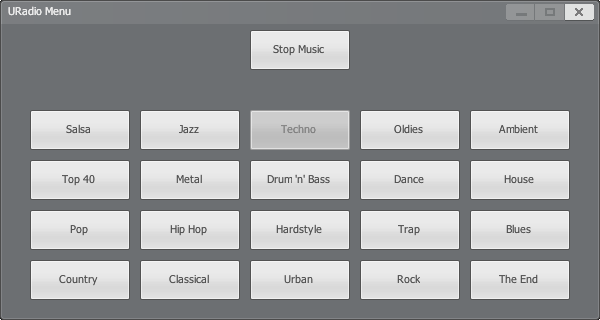 URadio Menu
Stop Music
Salsa Jazz Techno Oldies Ambient
Top 40 Metal Drum 'n' Bass Dance House
Pop Hip Hop Hardstyle Trap Blues
Country Classical Urban Rock The End